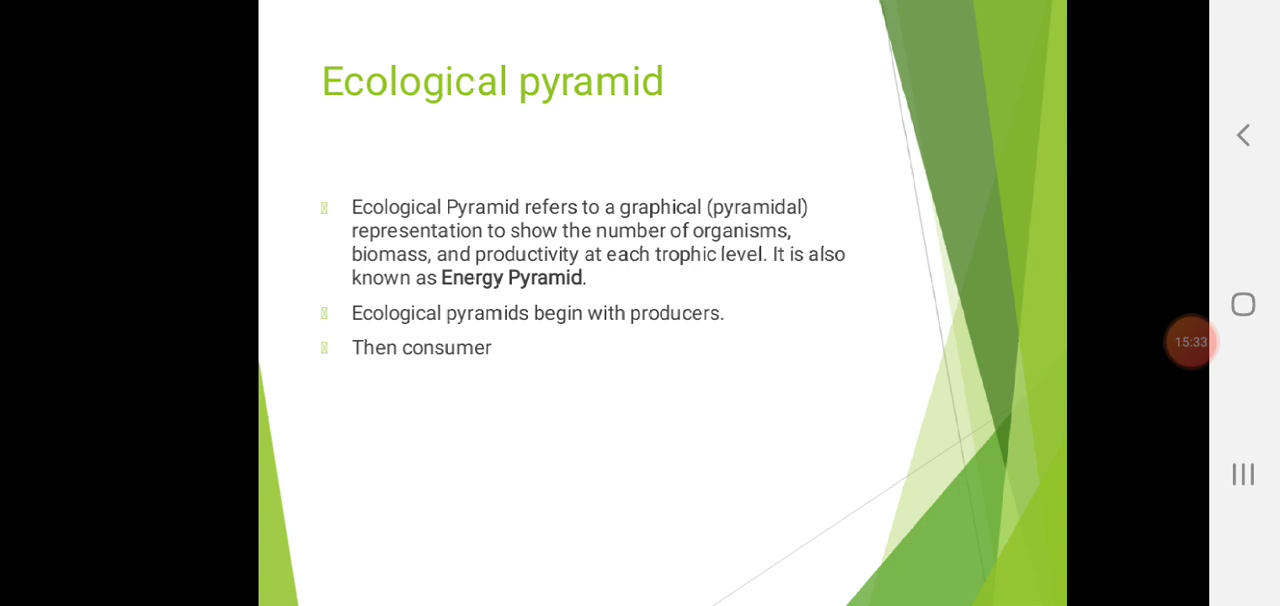 Ecological pyramid
Ecological Pyramid refers to a graphical (pyramidal)
representation to show the number of organisms,
biomass, and productivity at each trophic level. It is also
known as Energy Pyramid.
Ecological pyramids begin with producers.
Then consumer
15:33